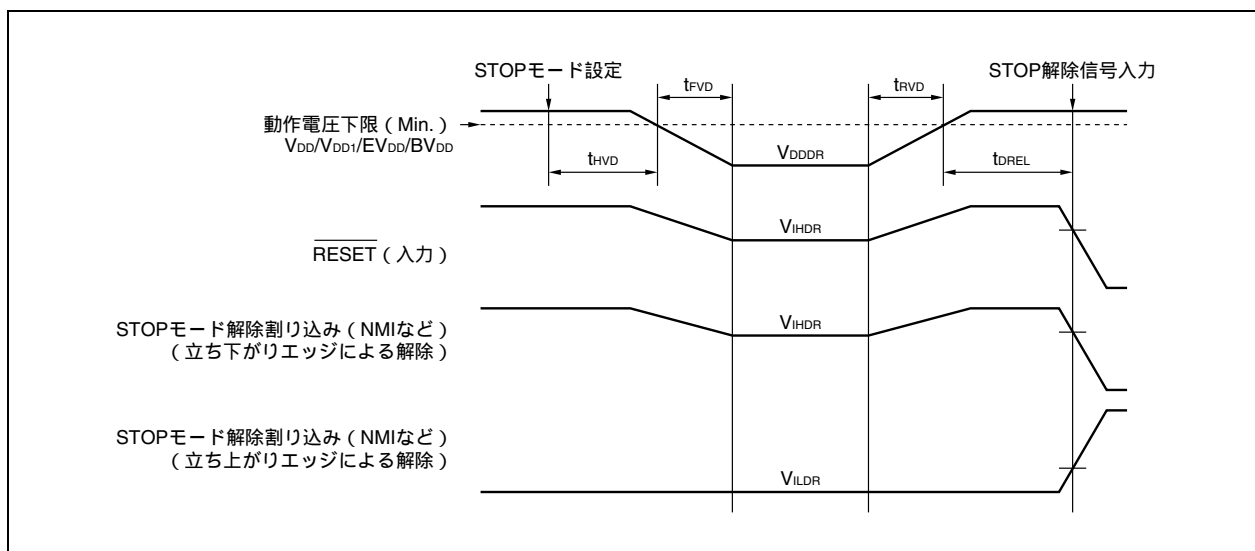 STOPモード設定
STOP解除信号入力
tFVD
tRVD
動作電圧下限(Min.)
VDD/VDD1/EVDD/BVDD
tHVD
VDDDR
tDREL
RESET(入力)
VIHDR
STOPモード解除割り込み(NMIなど)
(立ち下がりエッジによる解除)
VIHDR
STOPモード解除割り込み(NMIなど)
(立ち上がりエッジによる解除)
VILDR